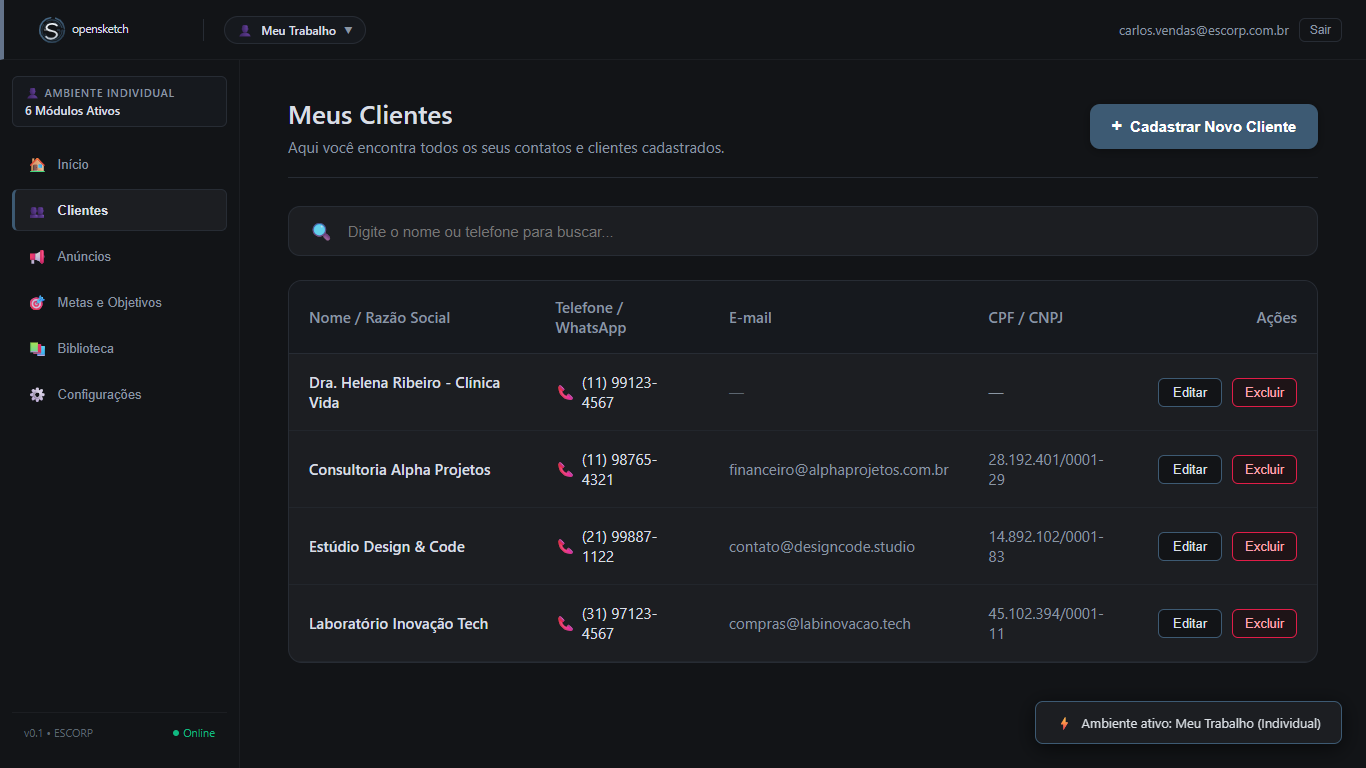 opensketch
Meu Trabalho ▼
carlos.vendas@escorp.com.br
Sair
AMBIENTE INDIVIDUAL
6 Módulos Ativos
Início
Clientes
Anúncios
Metas e Objetivos
Biblioteca
Configurações
v0.1 • ESCORP
Online
Meus Clientes
Aqui você encontra todos os seus contatos e clientes cadastrados.
+ Cadastrar Novo Cliente
Digite o nome ou telefone para buscar...
Nome / Razão Social
Telefone /
WhatsApp
E-mail
CPF / CNPJ
Ações
Dra. Helena Ribeiro - Clínica
Vida
(11) 99123-
4567
—
—
Editar
Excluir
Consultoria Alpha Projetos
(11) 98765-
4321
financeiro@alphaprojetos.com.br
28.192.401/0001-
29
Editar
Excluir
Estúdio Design & Code
(21) 99887-
1122
contato@designcode.studio
14.892.102/0001-
83
Editar
Excluir
Laboratório Inovação Tech
(31) 97123-
4567
compras@labinovacao.tech
45.102.394/0001-
11
Editar
Excluir
Ambiente ativo: Meu Trabalho (Individual)